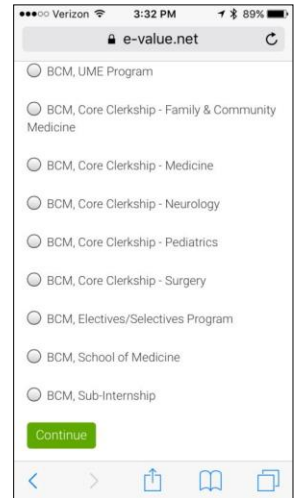 Verizon 3:32 PM 89%
e-value.net
BCM, UME Program
BCM, Core Clerkship - Family & Community
Medicine
BCM, Core Clerkship - Medicine
BCM, Core Clerkship - Neurology
BCM, Core Clerkship - Pediatrics
BCM, Core Clerkship - Surgery
BCM, Electives/Selectives Program
BCM, School of Medicine
BCM, Sub-Internship
Continue